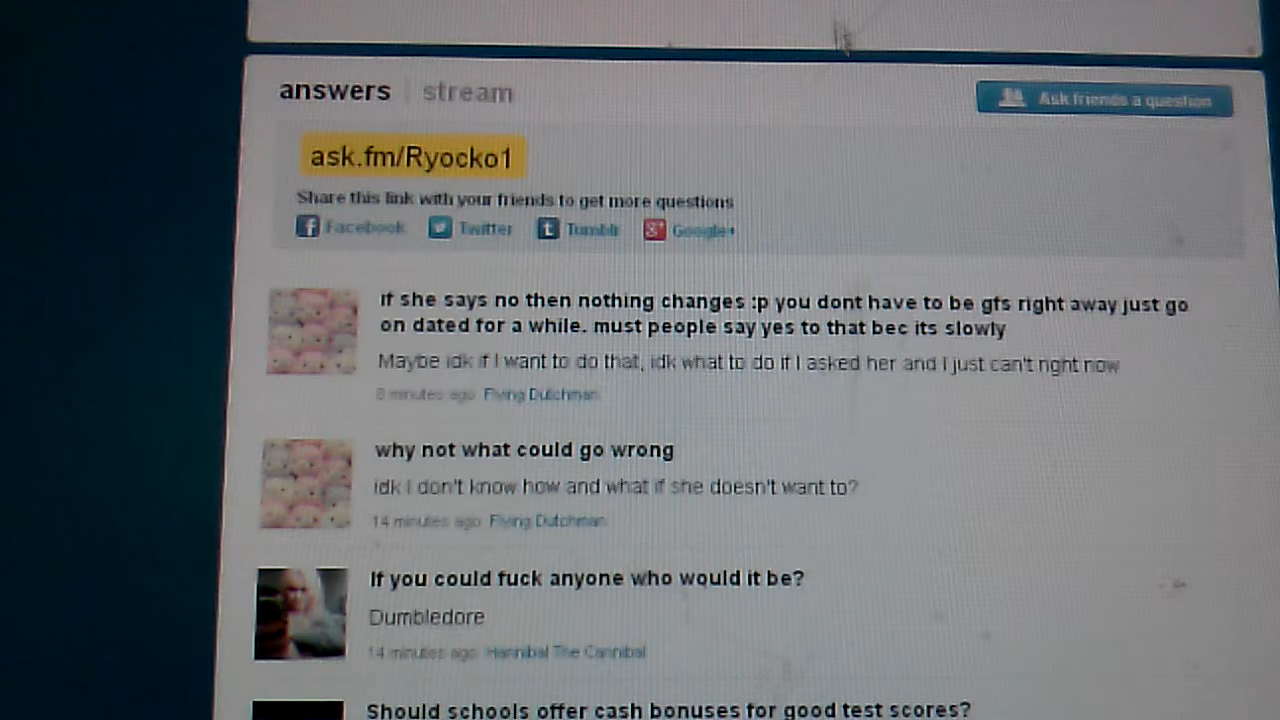 answers | stream
Ask friends a question
ask.fm/Ryocko1
Share this link with your friends to get more questions
Facebook Twitter Tumblr Google+
if she says no then nothing changes :p you dont have to be gfs right away just go
on dated for a while. must people say yes to that bec its slowly
Maybe idk if I want to do that, idk what to do if I asked her and I just can't right now
8 minutes ago Flying Dutchman
why not what could go wrong
idk I don't know how and what if she doesn't want to?
14 minutes ago Flying Dutchman
If you could fuck anyone who would it be?
Dumbledore
14 minutes ago Hannibal The Cannibal
Should schools offer cash bonuses for good test scores?